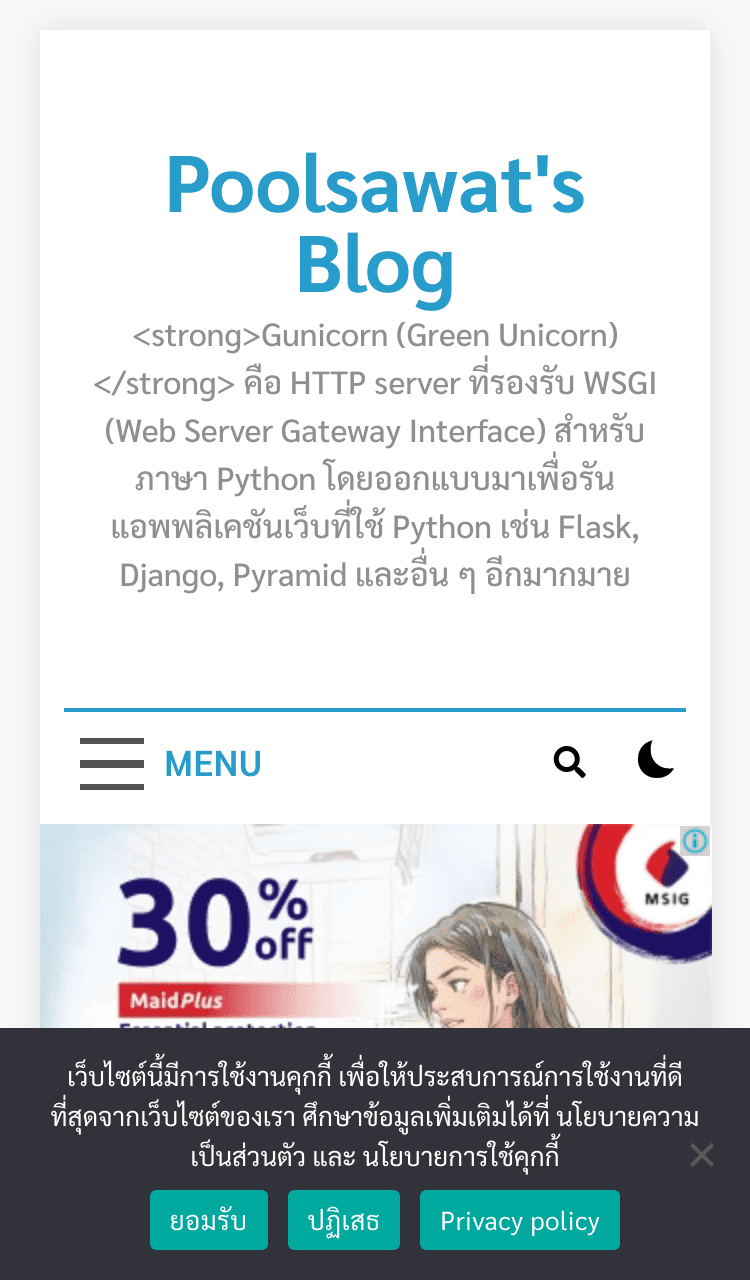 Poolsawat's
Blog
<strong>Gunicorn (Green Unicorn)
</strong> คือ HTTP server ที่รองรับ WSGI
(Web Server Gateway Interface) สำหรับ
ภาษา Python โดยออกแบบมาเพื่อรัน
แอพพลิเคชันเว็บที่ใช้ Python เช่น Flask,
Django, Pyramid และอื่น ๆ อีกมากมาย
MENU
MSIG
30% off
MaidPlus
Essential protection
เว็บไซต์นี้มีการใช้งานคุกกี้ เพื่อให้ประสบการณ์การใช้งานที่ดี
ที่สุดจากเว็บไซต์ของเรา ศึกษาข้อมูลเพิ่มเติมได้ที่ นโยบายความ
เป็นส่วนตัว และ นโยบายการใช้คุกกี้
ยอมรับ ปฏิเสธ Privacy policy